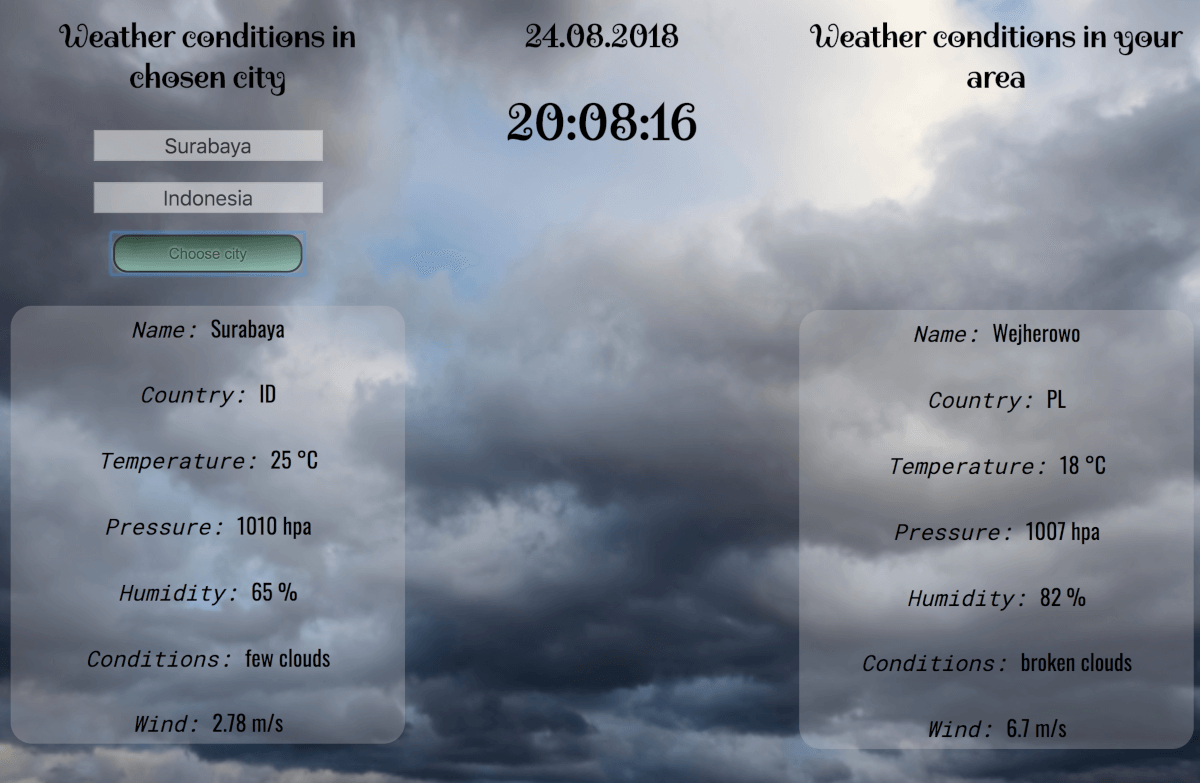 Weather conditions in
chosen city
Surabaya
Indonesia
Choose city
Name: Surabaya
Country: ID
Temperature: 25 °C
Pressure: 1010 hpa
Humidity: 65 %
Conditions: few clouds
Wind: 2.78 m/s
24.08.2018
20:08:16
Weather conditions in your
area
Name: Wejherowo
Country: PL
Temperature: 18 °C
Pressure: 1007 hpa
Humidity: 82 %
Conditions: broken clouds
Wind: 6.7 m/s